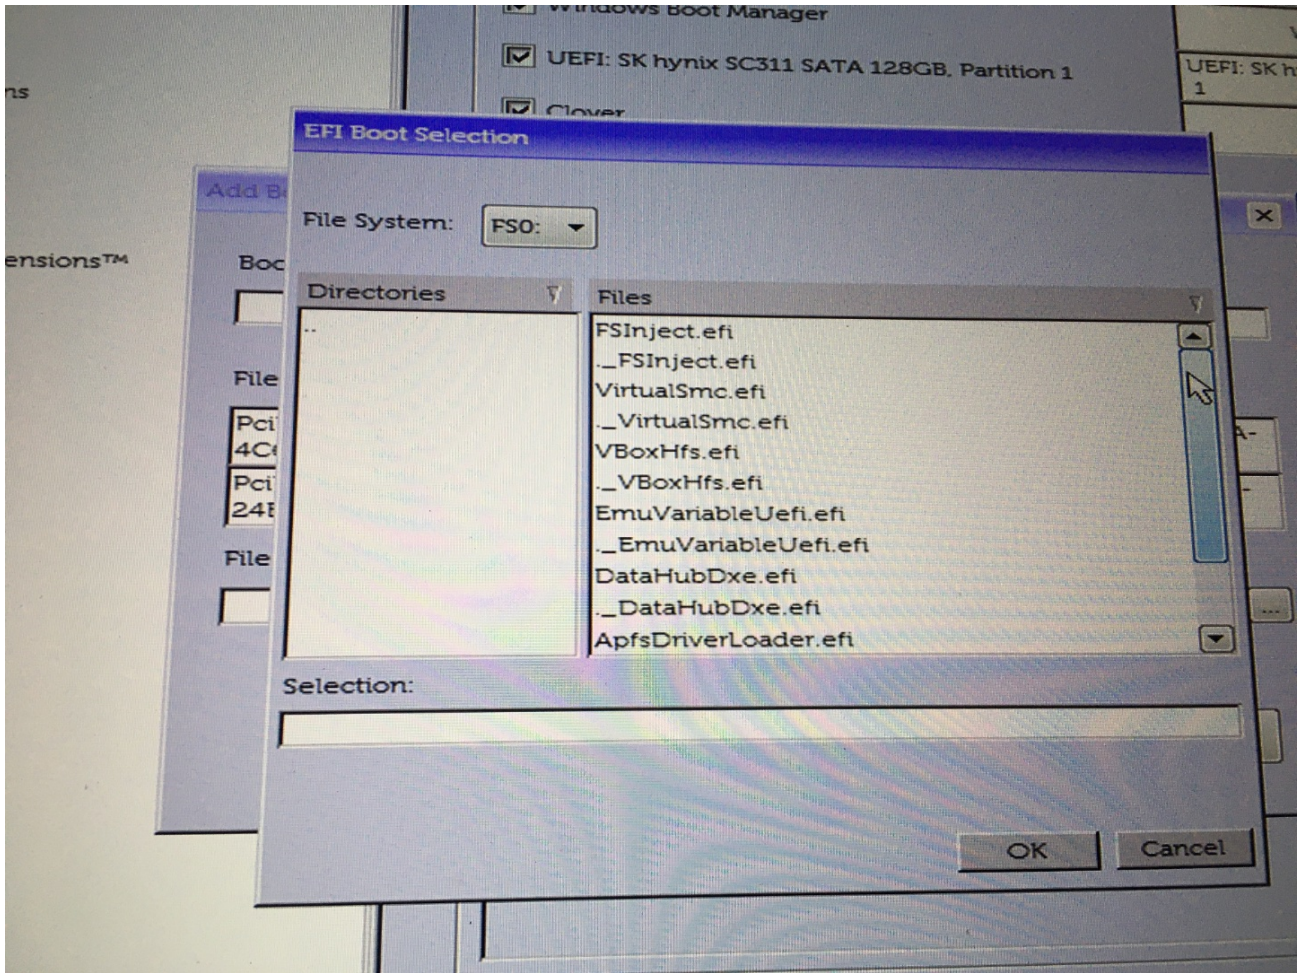 Windows Boot Manager
UEFI: SK hynix SC311 SATA 128GB, Partition 1
UEFI: SK h
1
Clover
ns
EFI Boot Selection
Add B
File System:
FS0:
ensions™
Boo
Directories
Files
..
FSInject.efi
._FSInject.efi
VirtualSmc.efi
._VirtualSmc.efi
VBoxHfs.efi
._VBoxHfs.efi
EmuVariableUefi.efi
._EmuVariableUefi.efi
DataHubDxe.efi
._DataHubDxe.efi
ApfsDriverLoader.efi
File
Pci
4C
Pci
24
A-
-
File
...
Selection:
OK
Cancel